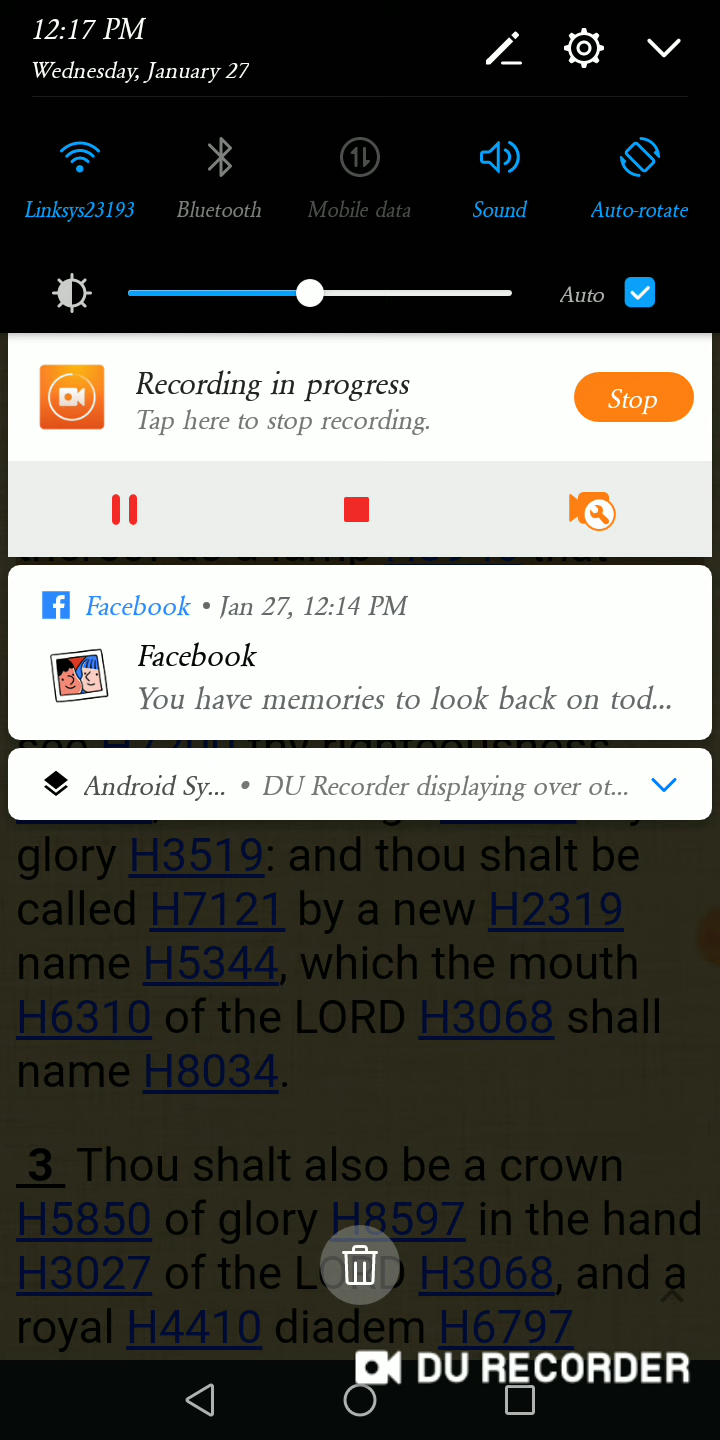 12:17 PM
Wednesday, January 27
Linksys23193 Bluetooth Mobile data Sound Auto-rotate
Auto
Recording in progress
Tap here to stop recording.
Stop
Facebook • Jan 27, 12:14 PM
Facebook
You have memories to look back on tod...
see H7200 thy righteousness
Android Sy... • DU Recorder displaying over ot...
glory H3519: and thou shalt be
called H7121 by a new H2319
name H5344, which the mouth
H6310 of the LORD H3068 shall
name H8034.
3 Thou shalt also be a crown
H5850 of glory H8597 in the hand
H3027 of the LORD H3068, and a
royal H4410 diadem H6797
DU RECORDER